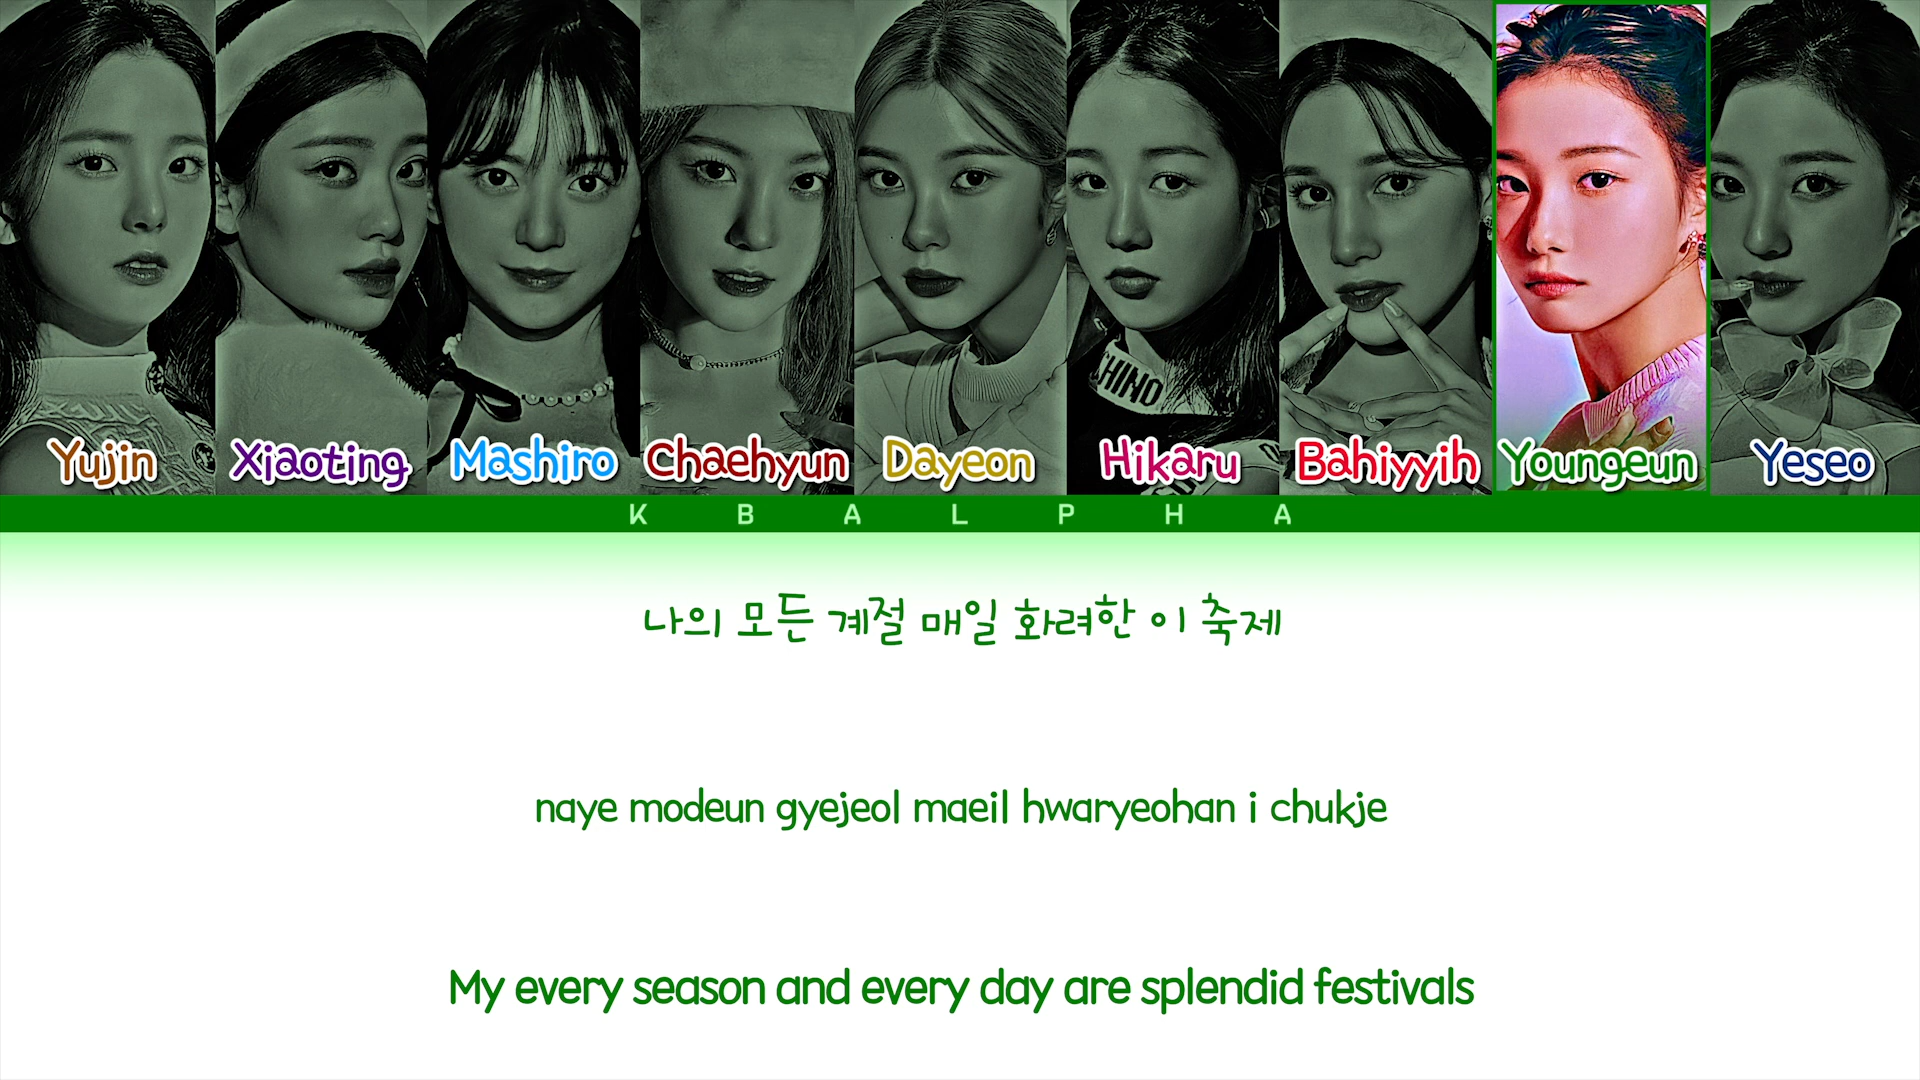 CHINO
Yujin Xiaoting Mashiro Chaehyun Dayeon Hikaru Bahiyyih Youngeun Yeseo
K B A L P H A
나의 모든 계절 매일 화려한 이 축제
naye modeun gyejeol maeil hwaryeohan i chukje
My every season and every day are splendid festivals